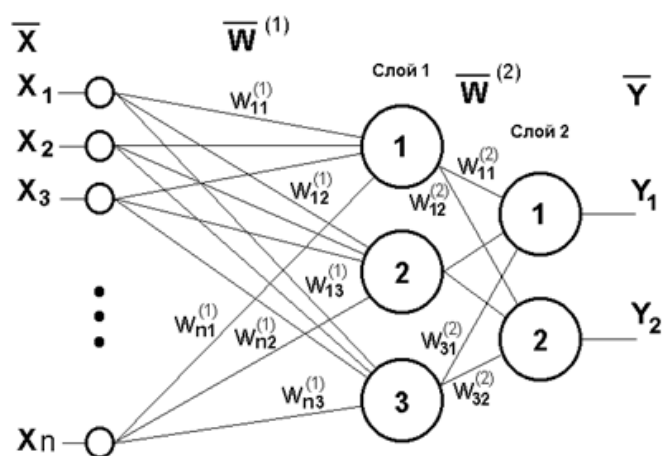 X
W (1)
Слой 1
W (2)
Y
X1
W11(1)
Слой 2
X2
1
W11(2)
X3
W12(1)
W12(2)
1
Y1
2
W13(1)
Wn1(1)
Wn2(1)
W31(2)
2
Y2
W32(2)
Wn3(1)
3
Xn